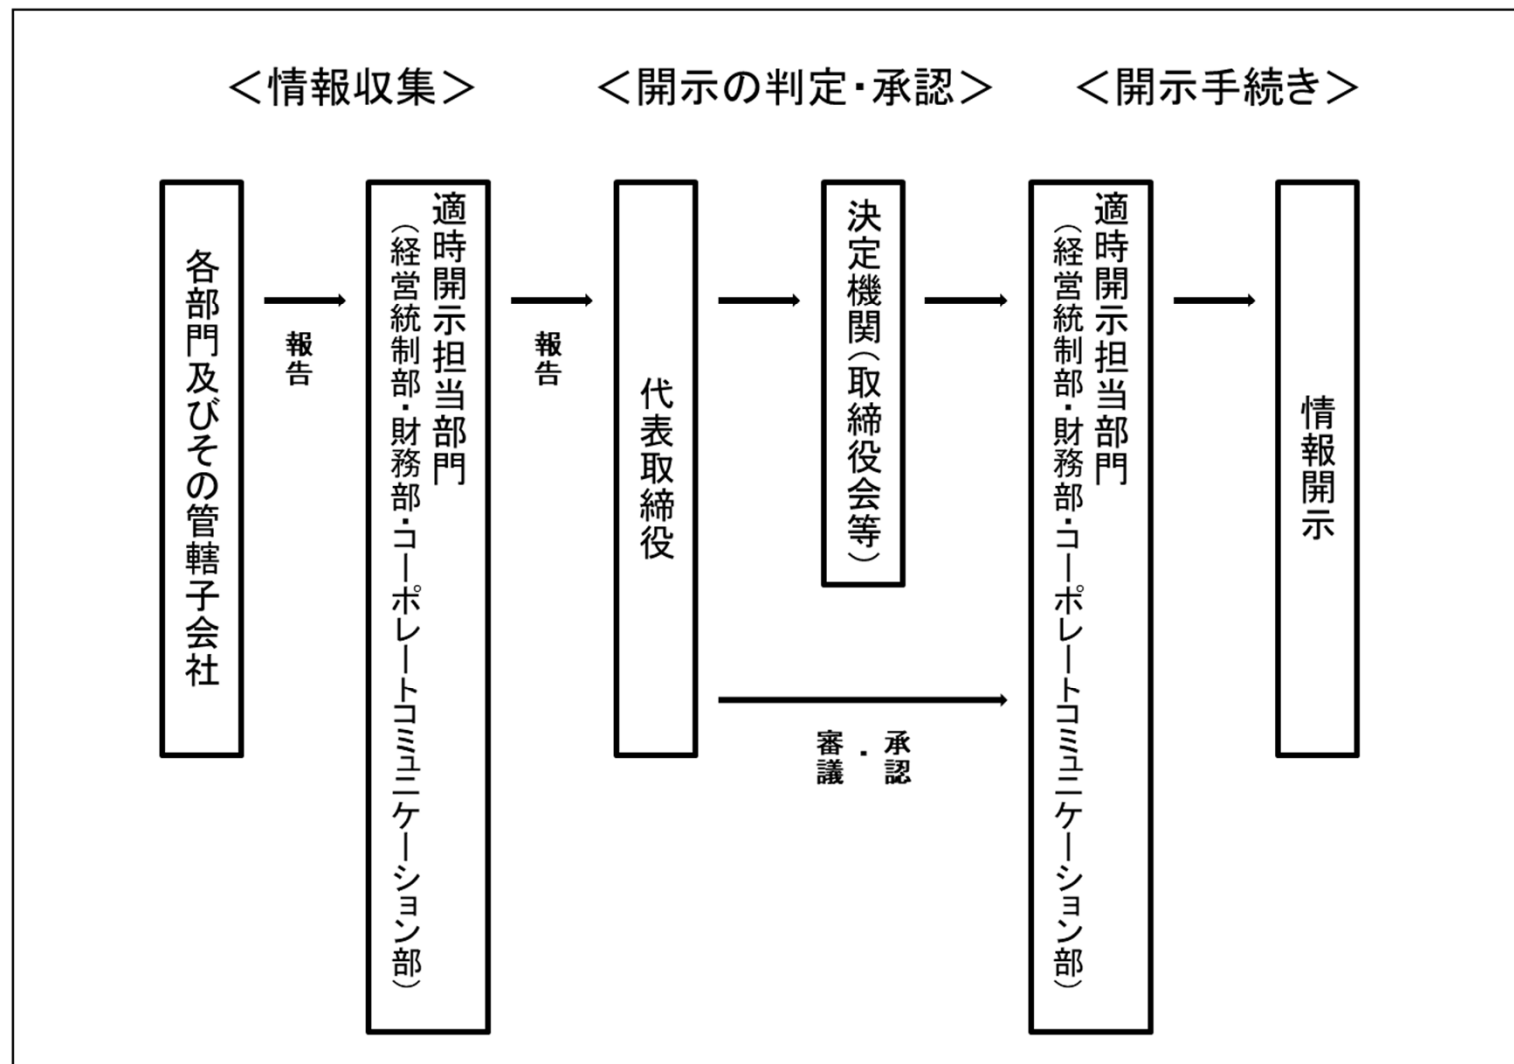 ＜情報収集＞
＜開示の判定・承認＞
＜開示手続き＞
各部門及びその管轄子会社
報告
適時開示担当部門
（経営統制部・財務部・コーポレートコミュニケーション部）
報告
代表取締役
決定機関（取締役会等）
審議・承認
適時開示担当部門
（経営統制部・財務部・コーポレートコミュニケーション部）
情報開示